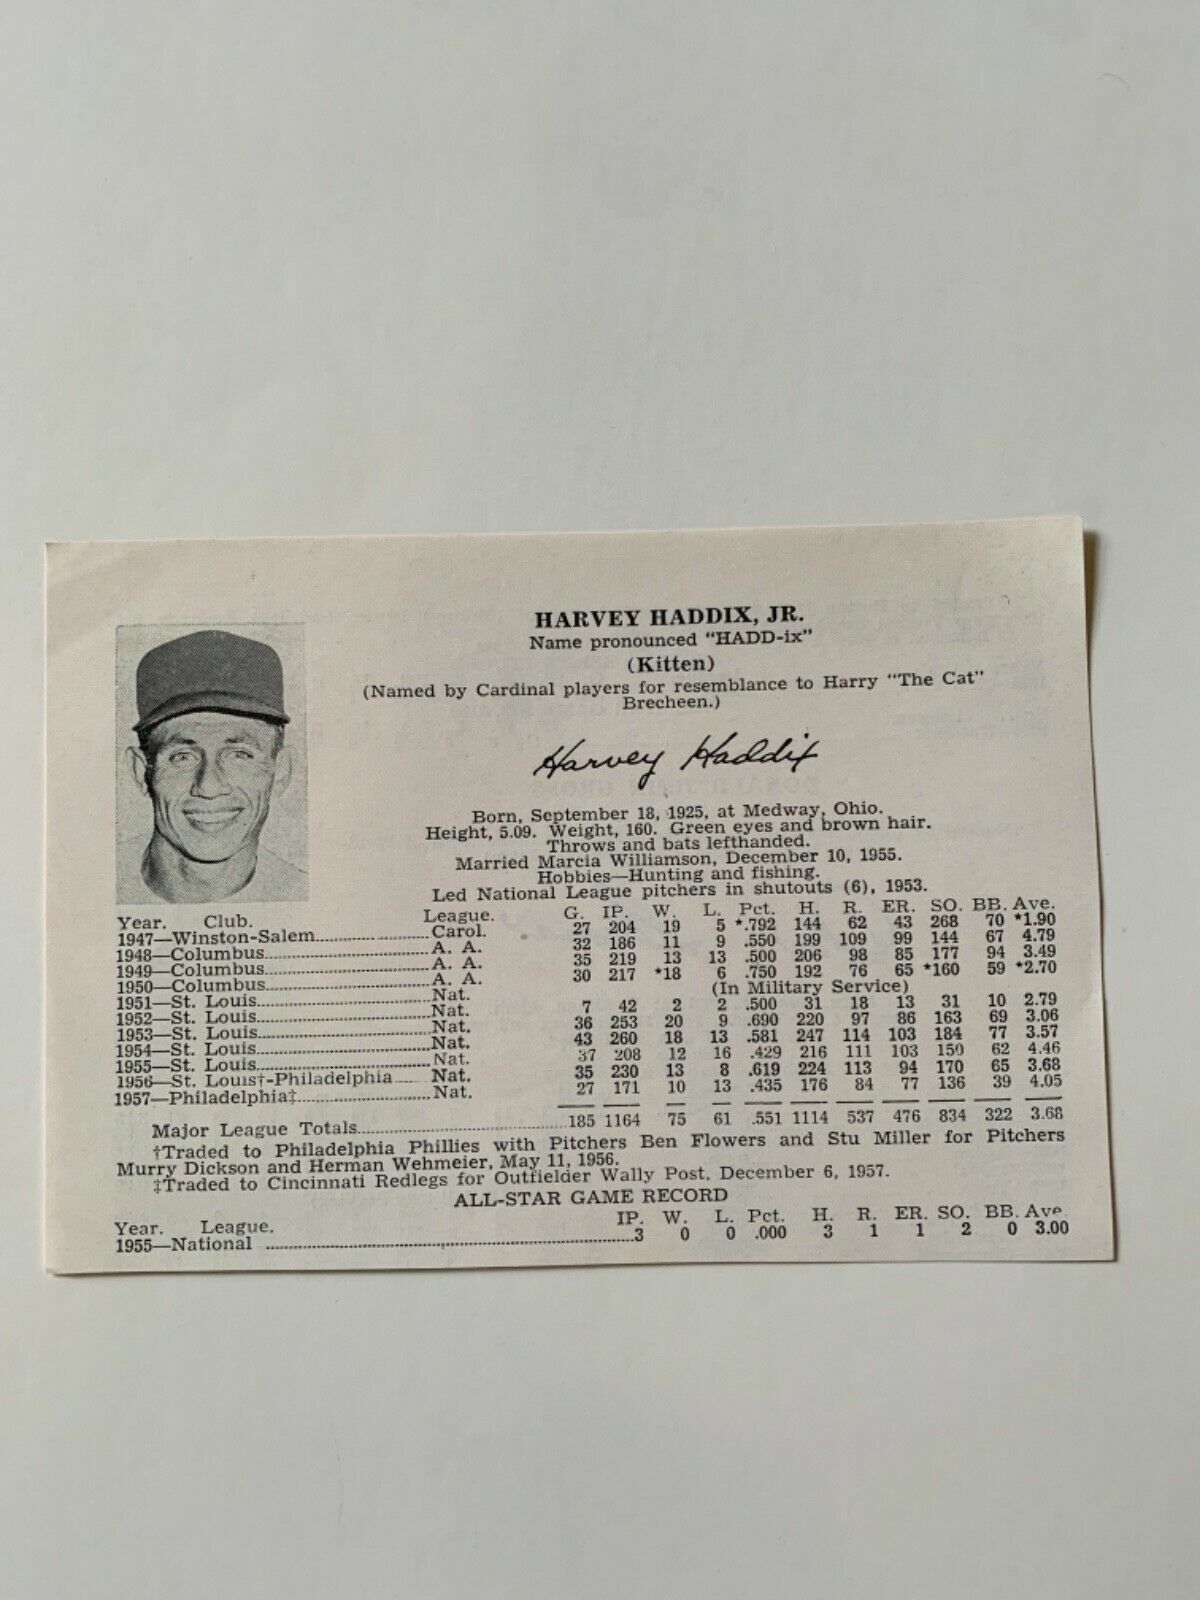 HARVEY HADDIX, JR.
Name pronounced "HADD-ix"
(Kitten)
(Named by Cardinal players for resemblance to Harry "The Cat"
Brecheen.)
Harvey Haddix
Born, September 18, 1925, at Medway, Ohio.
Height, 5.09. Weight, 160. Green eyes and brown hair.
Throws and bats lefthanded.
Married Marcia Williamson, December 10, 1955.
Hobbies—Hunting and fishing.
Led National League pitchers in shutouts (6), 1953.
Year. Club. League. G. IP. W. L. Pct. H. R. ER. SO. BB. Ave.
1947—Winston-Salem Carol. 27 204 19 5 *.792 144 62 43 268 70 *1.90
1948—Columbus A. A. 32 186 11 9 .550 199 109 99 144 67 4.79
1949—Columbus A. A. 35 219 13 13 .500 206 98 85 177 94 3.49
1950—Columbus A. A. 30 217 *18 6 .750 192 76 65 *160 59 *2.70
1951—St. Louis Nat. (In Military Service)
1952—St. Louis Nat. 7 42 2 2 .500 31 18 13 31 10 2.79
1953—St. Louis Nat. 36 253 20 9 .690 220 97 86 163 69 3.06
1954—St. Louis Nat. 43 260 18 13 .581 247 114 103 184 77 3.57
1955—St. Louis Nat. 37 208 12 16 .429 216 111 103 150 62 4.46
1956—St. Louis†-Philadelphia Nat. 35 230 13 8 .619 224 113 94 170 65 3.68
1957—Philadelphia‡ Nat. 27 171 10 13 .435 176 84 77 136 39 4.05
Major League Totals 185 1164 75 61 .551 1114 537 476 834 322 3.68
†Traded to Philadelphia Phillies with Pitchers Ben Flowers and Stu Miller for Pitchers
Murry Dickson and Herman Wehmeier, May 11, 1956.
‡Traded to Cincinnati Redlegs for Outfielder Wally Post, December 6, 1957.
ALL-STAR GAME RECORD
Year. League. IP. W. L. Pct. H. R. ER. SO. BB. Ave.
1955—National 3 0 0 .000 3 1 1 2 0 3.00